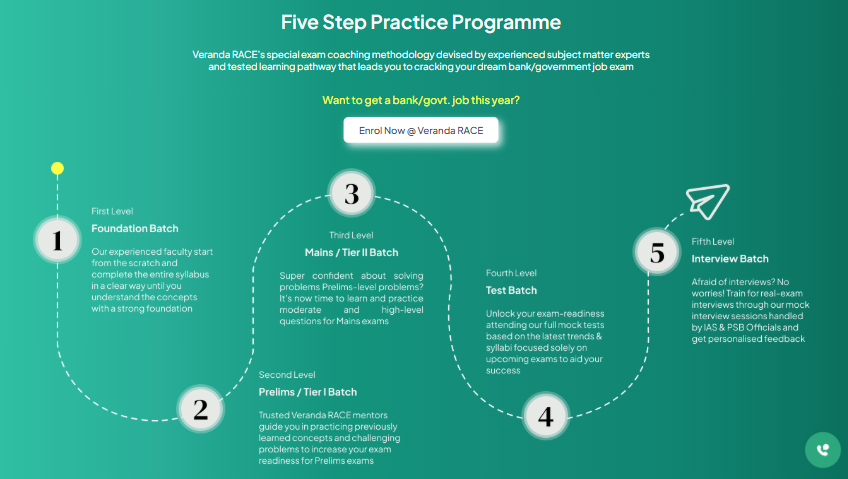 Five Step Practice Programme
Veranda RACE's special exam coaching methodology devised by experienced subject matter experts
and tested learning pathway that leads you to cracking your dream bank/government job exam
Want to get a bank/govt. job this year?
Enrol Now @ Veranda RACE
1
First Level
Foundation Batch
Our experienced faculty start
from the scratch and
complete the entire syllabus
in a clear way until you
understand the concepts
with a strong foundation
2
Second Level
Prelims / Tier I Batch
Trusted Veranda RACE mentors
guide you in practicing previously
learned concepts and challenging
problems to increase your exam
readiness for Prelims exams
3
Third Level
Mains / Tier II Batch
Super confident about solving
problems Prelims-level problems?
It's now time to learn and practice
moderate and high-level
questions for Mains exams
4
Fourth Level
Test Batch
Unlock your exam-readiness
attending our full mock tests
based on the latest trends &
syllabi focused solely on
upcoming exams to aid your
success
5
Fifth Level
Interview Batch
Afraid of interviews? No
worries! Train for real-exam
interviews through our mock
interview sessions handled
by IAS & PSB Officials and
get personalised feedback